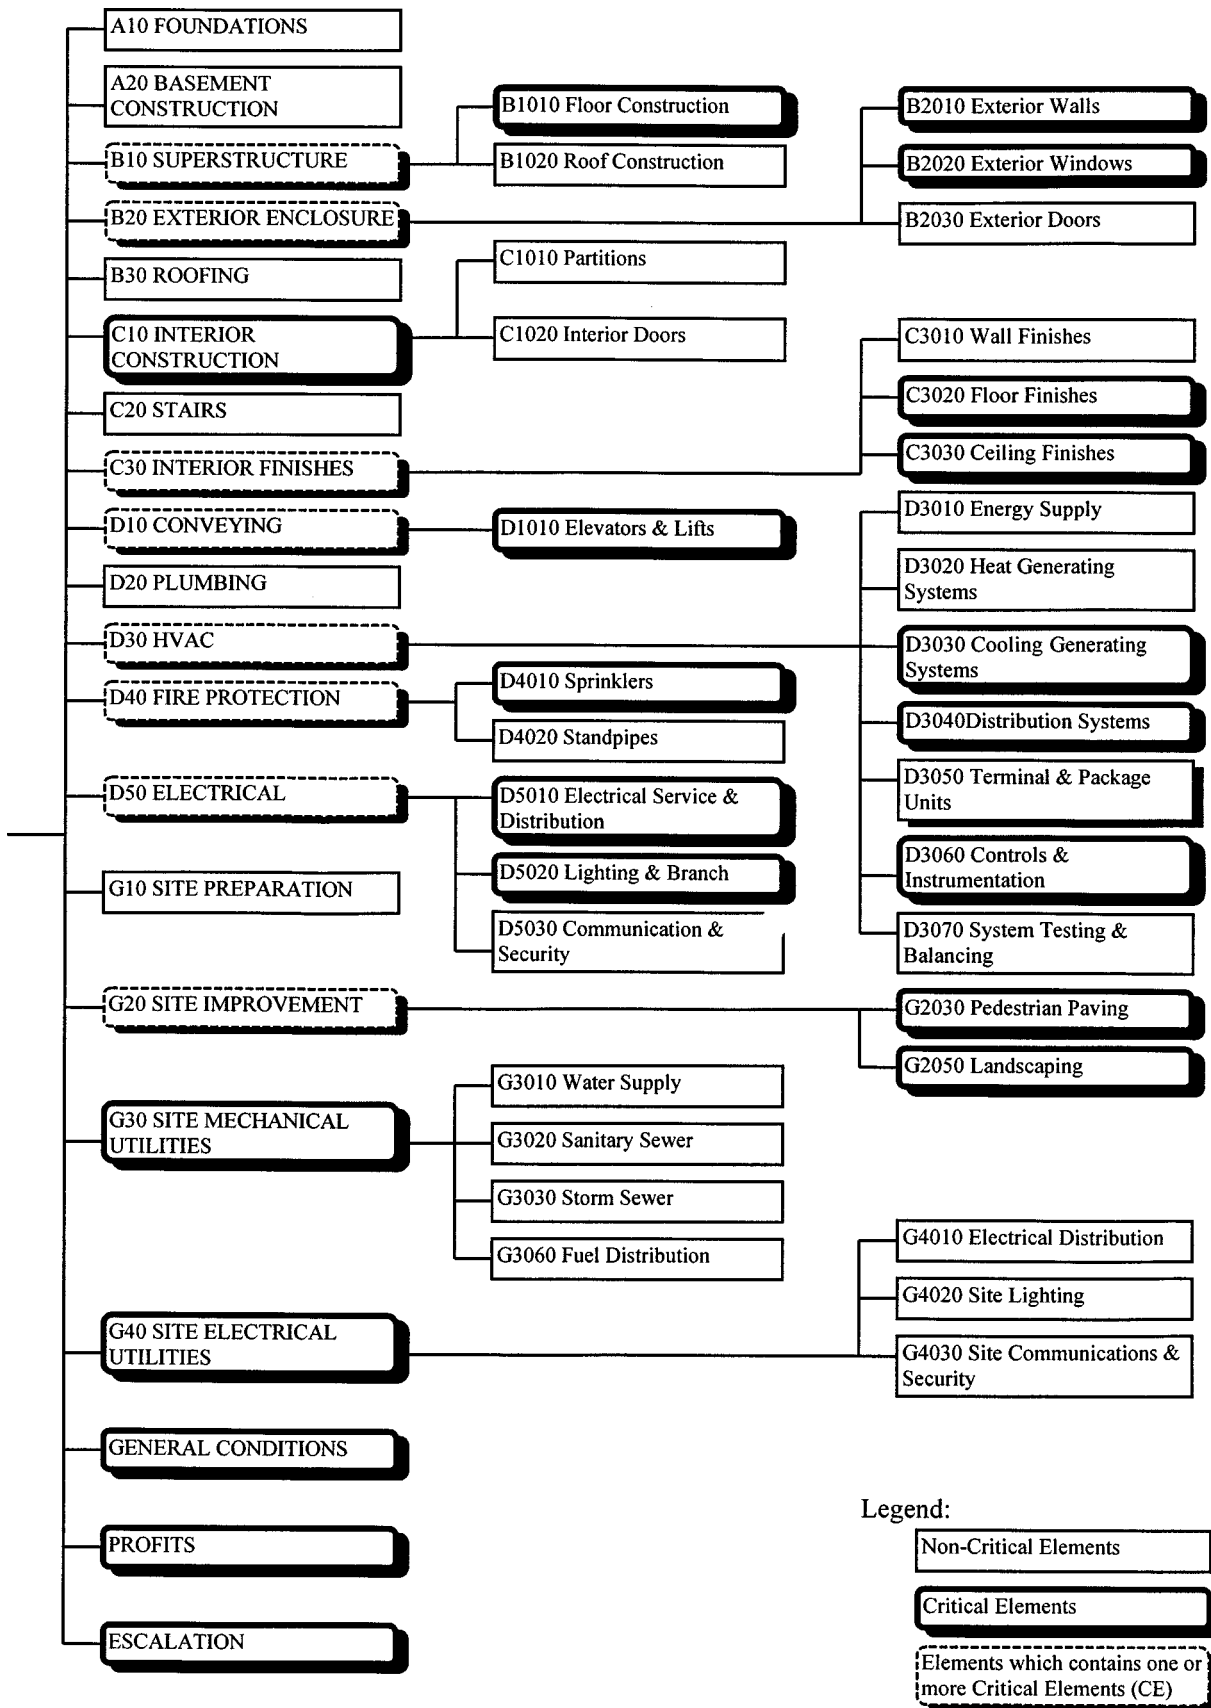 A10 FOUNDATIONS
A20 BASEMENT
CONSTRUCTION
B10 SUPERSTRUCTURE
B1010 Floor Construction
B1020 Roof Construction
B20 EXTERIOR ENCLOSURE
B2010 Exterior Walls
B2020 Exterior Windows
B2030 Exterior Doors
B30 ROOFING
C10 INTERIOR
CONSTRUCTION
C1010 Partitions
C1020 Interior Doors
C20 STAIRS
C30 INTERIOR FINISHES
C3010 Wall Finishes
C3020 Floor Finishes
C3030 Ceiling Finishes
D10 CONVEYING
D1010 Elevators & Lifts
D20 PLUMBING
D30 HVAC
D3010 Energy Supply
D3020 Heat Generating
Systems
D3030 Cooling Generating
Systems
D3040Distribution Systems
D3050 Terminal & Package
Units
D3060 Controls &
Instrumentation
D3070 System Testing &
Balancing
D40 FIRE PROTECTION
D4010 Sprinklers
D4020 Standpipes
D50 ELECTRICAL
D5010 Electrical Service &
Distribution
D5020 Lighting & Branch
D5030 Communication &
Security
G10 SITE PREPARATION
G20 SITE IMPROVEMENT
G2030 Pedestrian Paving
G2050 Landscaping
G30 SITE MECHANICAL
UTILITIES
G3010 Water Supply
G3020 Sanitary Sewer
G3030 Storm Sewer
G3060 Fuel Distribution
G40 SITE ELECTRICAL
UTILITIES
G4010 Electrical Distribution
G4020 Site Lighting
G4030 Site Communications &
Security
GENERAL CONDITIONS
PROFITS
ESCALATION
Legend:
Non-Critical Elements
Critical Elements
Elements which contains one or
more Critical Elements (CE)